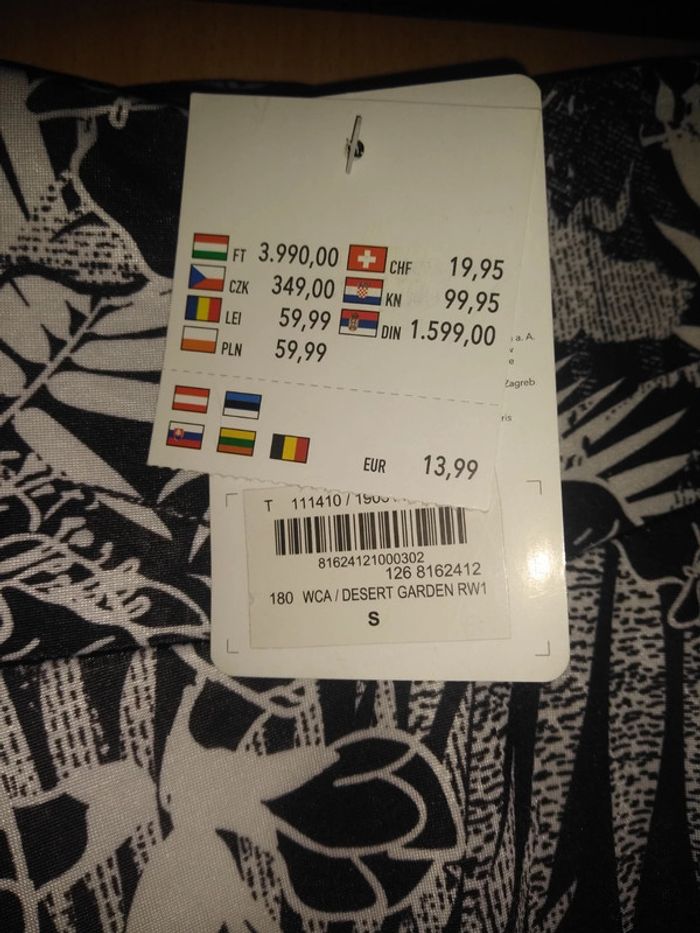 FT 3.990,00 CHF 19,95
CZK 349,00 KN 99,95
LEI 59,99 DIN 1.599,00
PLN 59,99
a. A.
Zagreb
EUR 13,99
T 111410 /
81624121000302
126 8162412
180 WCA / DESERT GARDEN RW1
S